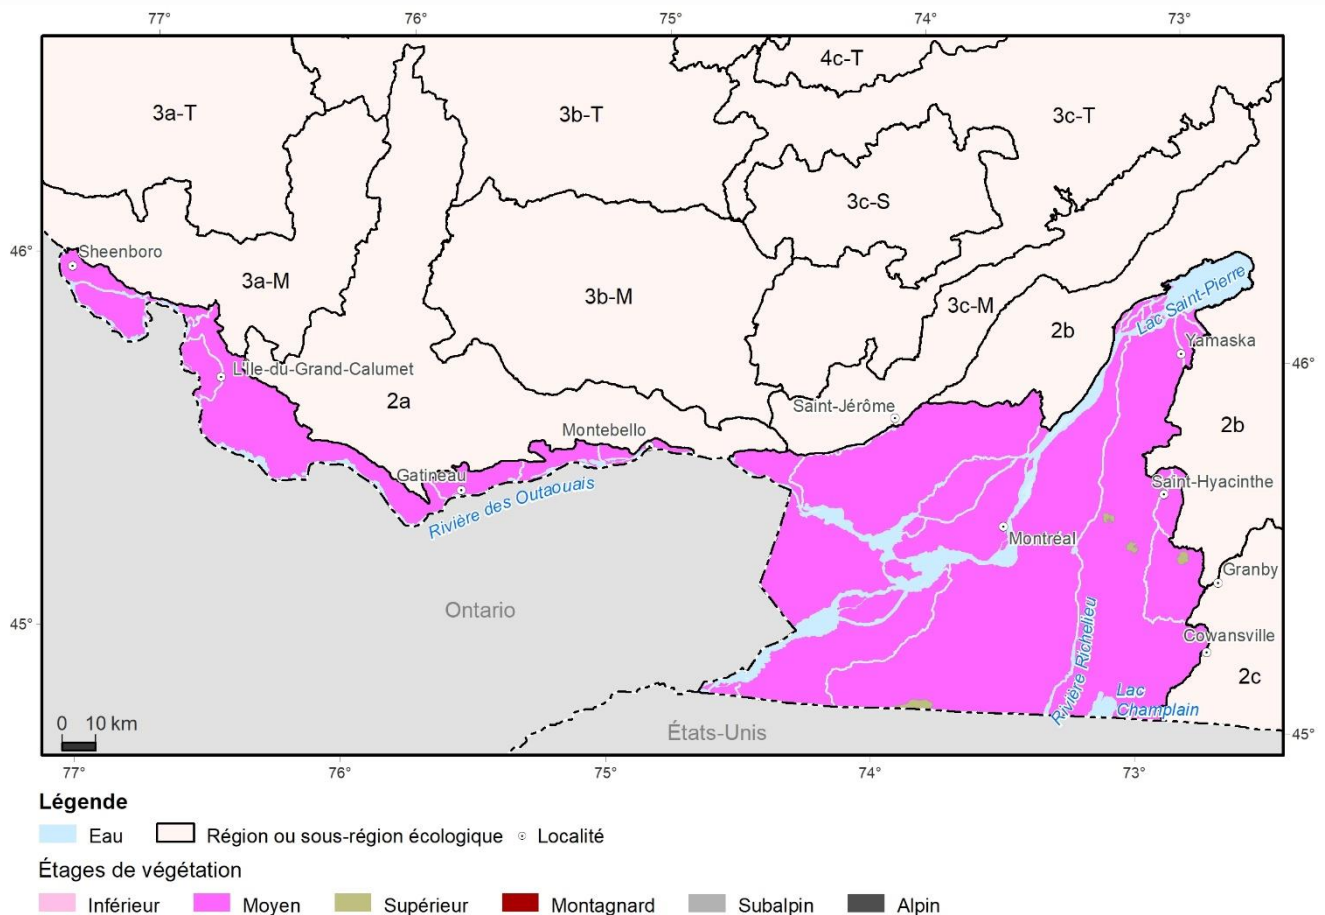 77° 76° 75° 74° 73°
4c-T
3a-T 3b-T 3c-T
3c-S
46° Sheenboro
3a-M 3b-M 3c-M Lac Saint-Pierre
2b
Yamaska 46°
L'Ile-du-Grand-Calumet
2a Saint-Jérôme
Montebello 2b
Gatineau Saint-Hyacinthe
Rivière des Outaouais
Montréal
Granby
Ontario
45° Rivière Richelieu Cowansville
2c
Lac
Champlain
0 10 km
États-Unis 45°
77° 76° 75° 74° 73°
Légende
Eau Région ou sous-région écologique Localité
Étages de végétation
Inférieur Moyen Supérieur Montagnard Subalpin Alpin